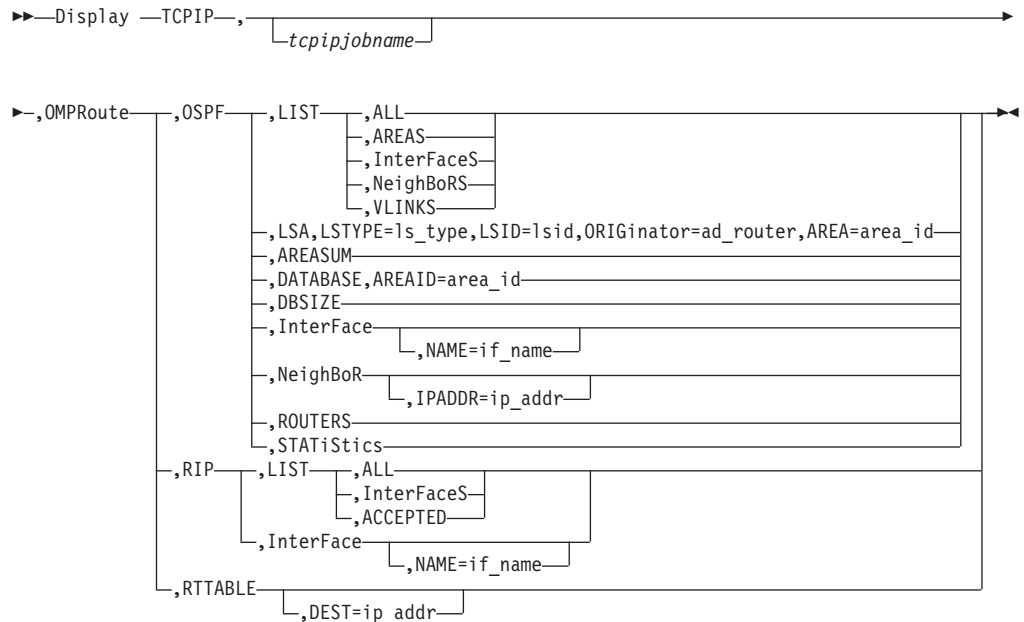 Display TCPIP ,
tcpipjobname
,OMPRoute ,OSPF ,LIST ,ALL
,AREAS
,InterFaceS
,NeighBoRS
,VLINKS
,LSA,LSTYPE=ls_type,LSID=lsid,ORIGinator=ad_router,AREA=area_id
,AREASUM
,DATABASE,AREAID=area_id
,DBSIZE
,InterFace
,NAME=if_name
,NeighBoR
,IPADDR=ip_addr
,ROUTERS
,STATiStics
,RIP ,LIST ,ALL
,InterFaceS
,ACCEPTED
,InterFace
,NAME=if_name
,RTTABLE
,DEST=ip_addr